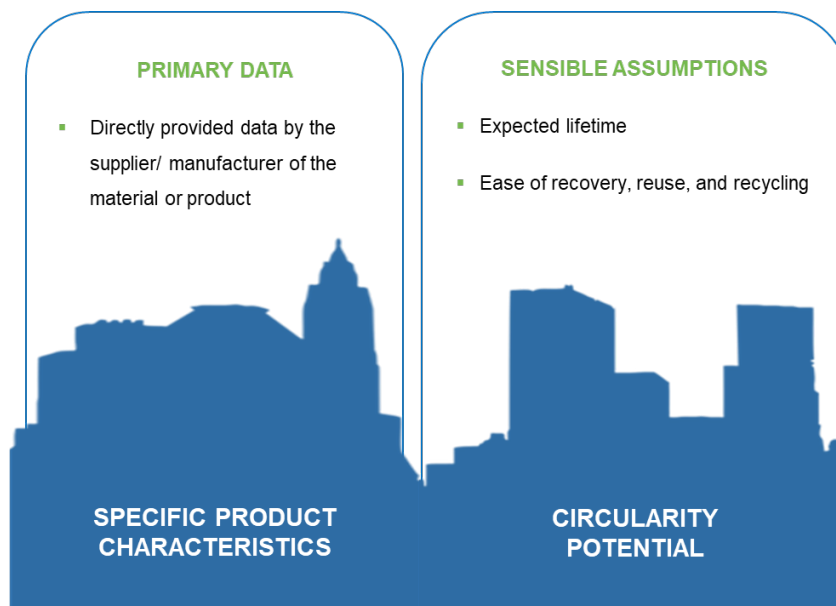 PRIMARY DATA
▪ Directly provided data by the
supplier/ manufacturer of the
material or product
SPECIFIC PRODUCT
CHARACTERISTICS
SENSIBLE ASSUMPTIONS
▪ Expected lifetime
▪ Ease of recovery, reuse, and recycling
CIRCULARITY
POTENTIAL